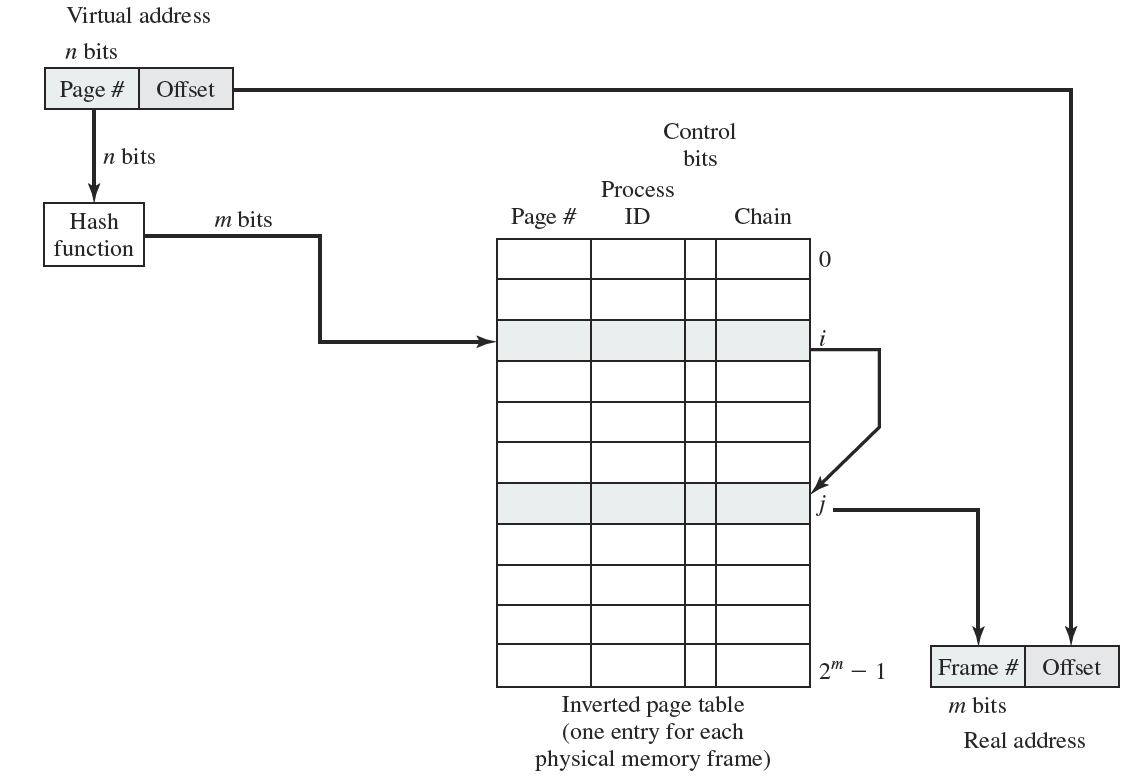 Virtual address
n bits
Page # Offset
n bits
Control
bits
Process
Hash
function
m bits
Page # ID Chain
0
i
j
2^m − 1
Frame # Offset
m bits
Real address
Inverted page table
(one entry for each
physical memory frame)